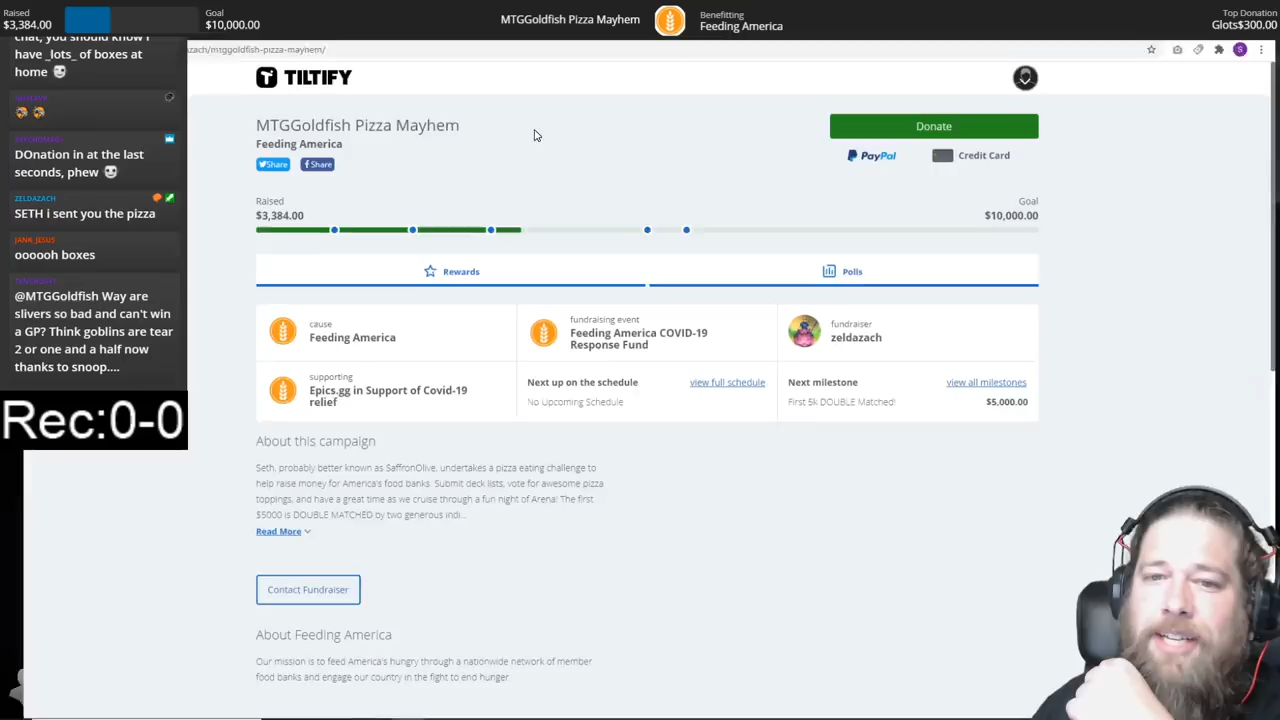 Raised
$3,384.00
Goal
$10,000.00
MTGGoldfish Pizza Mayhem
Benefitting
Feeding America
Top Donation
Glots$300.00
chat, you should know I
have _lots_ of boxes at
home
DOnation in at the last
seconds, phew
ZELDAZACH
SETH i sent you the pizza
JANK_JESUS
oooooh boxes
@MTGGoldfish Way are
slivers so bad and can't win
a GP? Think goblins are tear
2 or one and a half now
thanks to snoop....
Rec:0-0
zach/mtggoldfish-pizza-mayhem/
S
TILTIFY
MTGGoldfish Pizza Mayhem
Feeding America
Share
f Share
Donate
PayPal
Credit Card
Raised
$3,384.00
Goal
$10,000.00
Rewards
Polls
cause
Feeding America
fundraising event
Feeding America COVID-19
Response Fund
fundraiser
zeldazach
supporting
Epics.gg in Support of Covid-19
relief
Next up on the schedule
view full schedule
No Upcoming Schedule
Next milestone
view all milestones
First 5k DOUBLE Matched!
$5,000.00
About this campaign
Seth, probably better known as SaffronOlive, undertakes a pizza eating challenge to
help raise money for America's food banks. Submit deck lists, vote for awesome pizza
toppings, and have a great time as we cruise through a fun night of Arena! The first
$5000 is DOUBLE MATCHED by two generous indi...
Read More
Contact Fundraiser
About Feeding America
Our mission is to feed America's hungry through a nationwide network of member
food banks and engage our country in the fight to end hunger